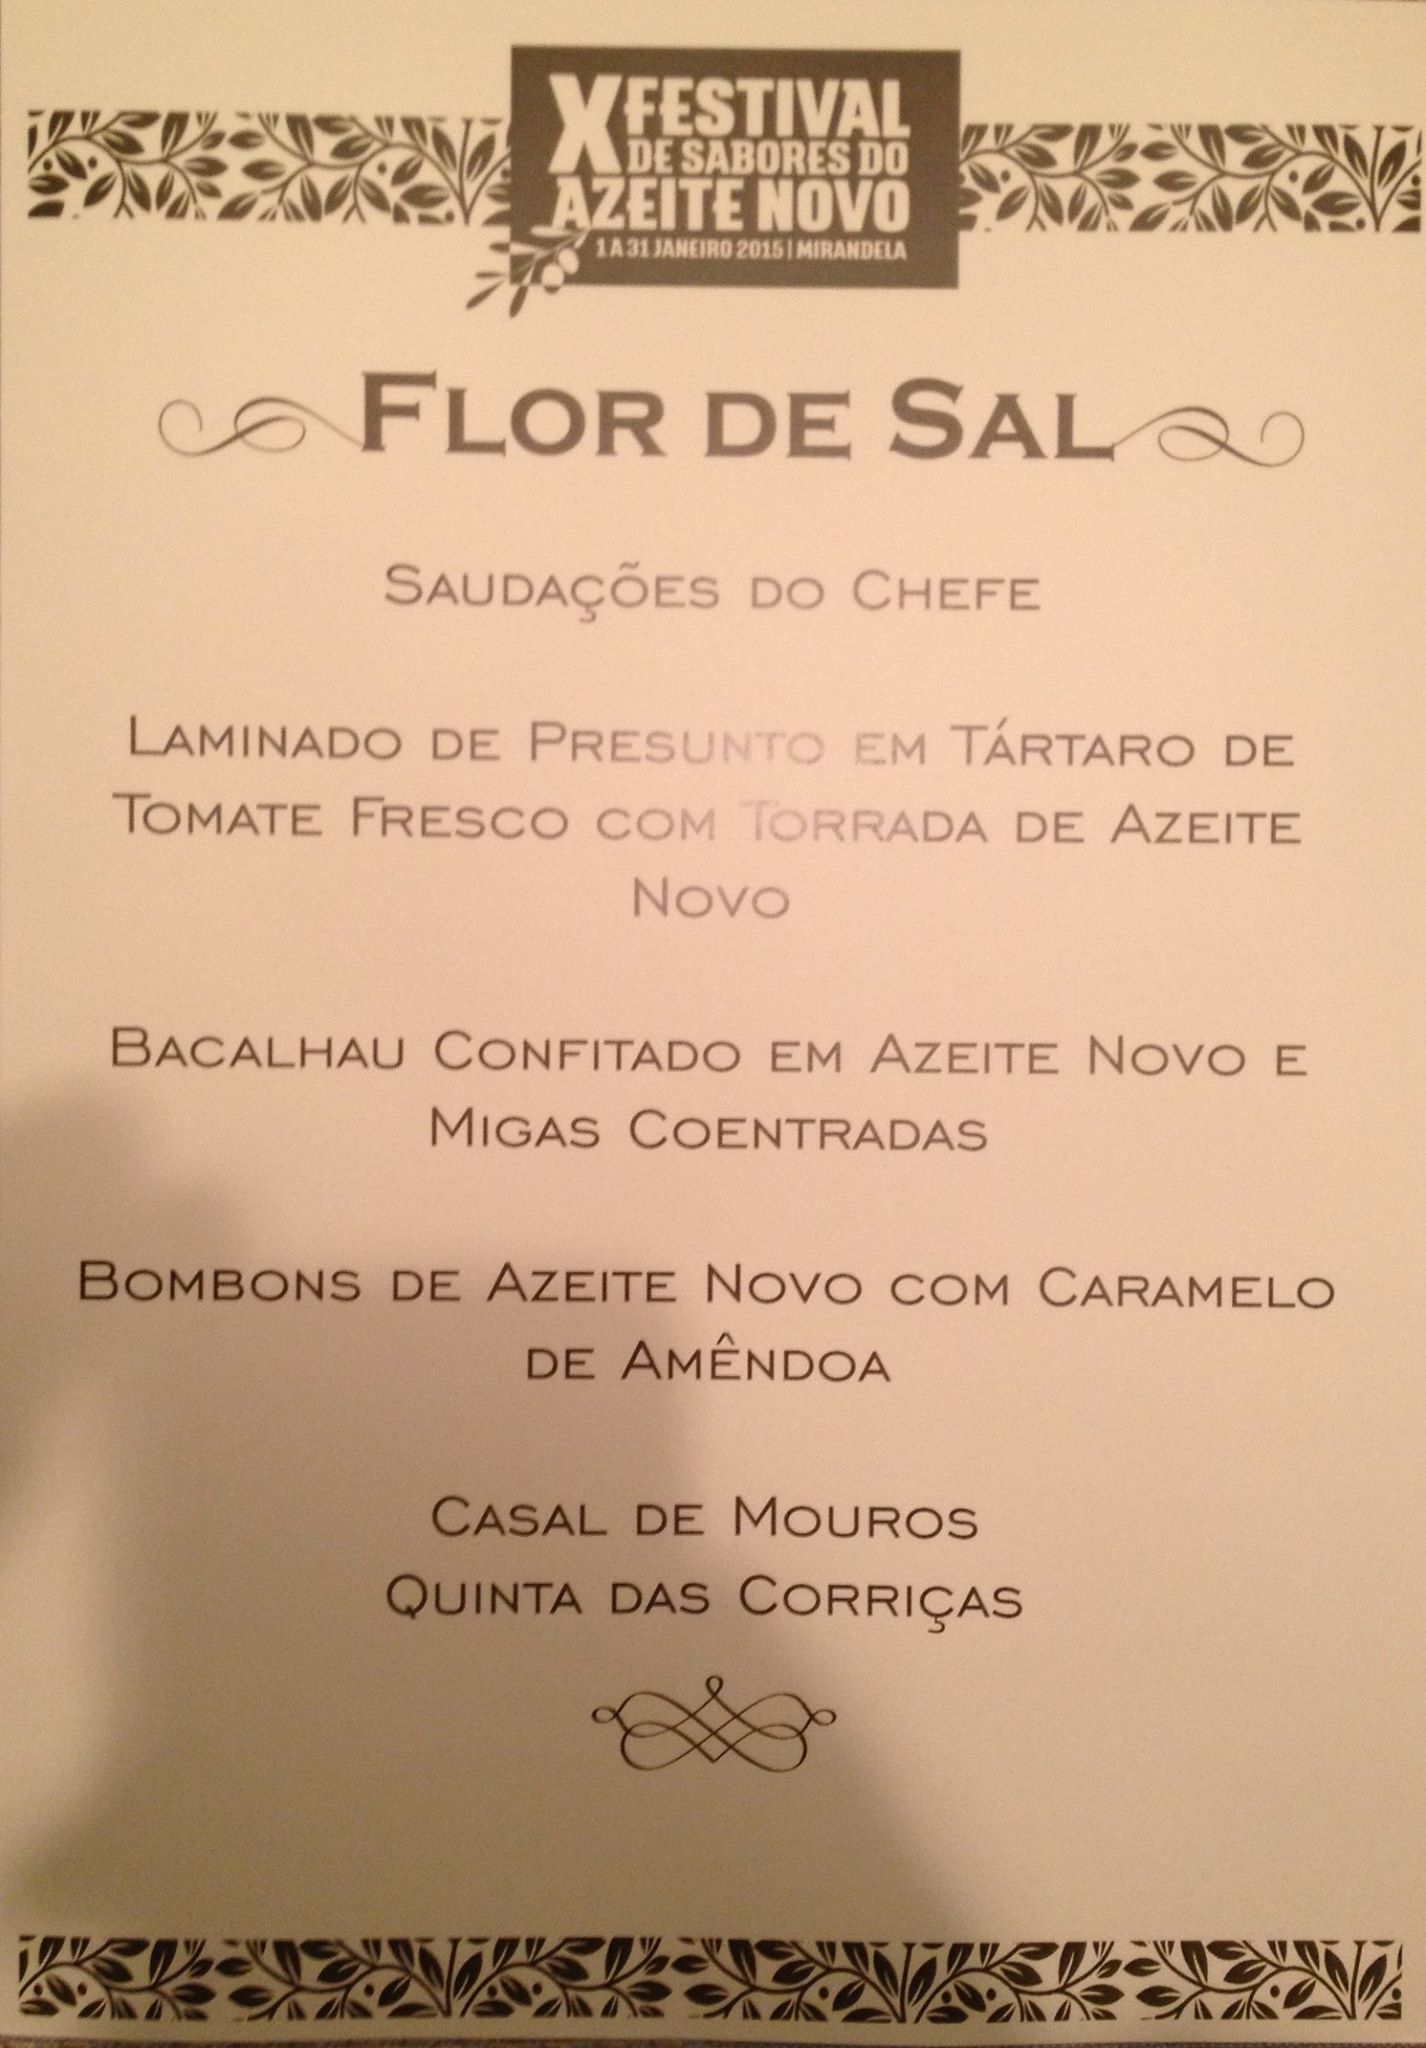 X FESTIVAL
DE SABORES DO
AZEITE NOVO
1 A 31 JANEIRO 2015 | MIRANDELA
FLOR DE SAL
SAUDAÇÕES DO CHEFE
LAMINADO DE PRESUNTO EM TÁRTARO DE
TOMATE FRESCO COM TORRADA DE AZEITE
NOVO
BACALHAU CONFITADO EM AZEITE NOVO E
MIGAS COENTRADAS
BOMBONS DE AZEITE NOVO COM CARAMELO
DE AMÊNDOA
CASAL DE MOUROS
QUINTA DAS CORRIÇAS